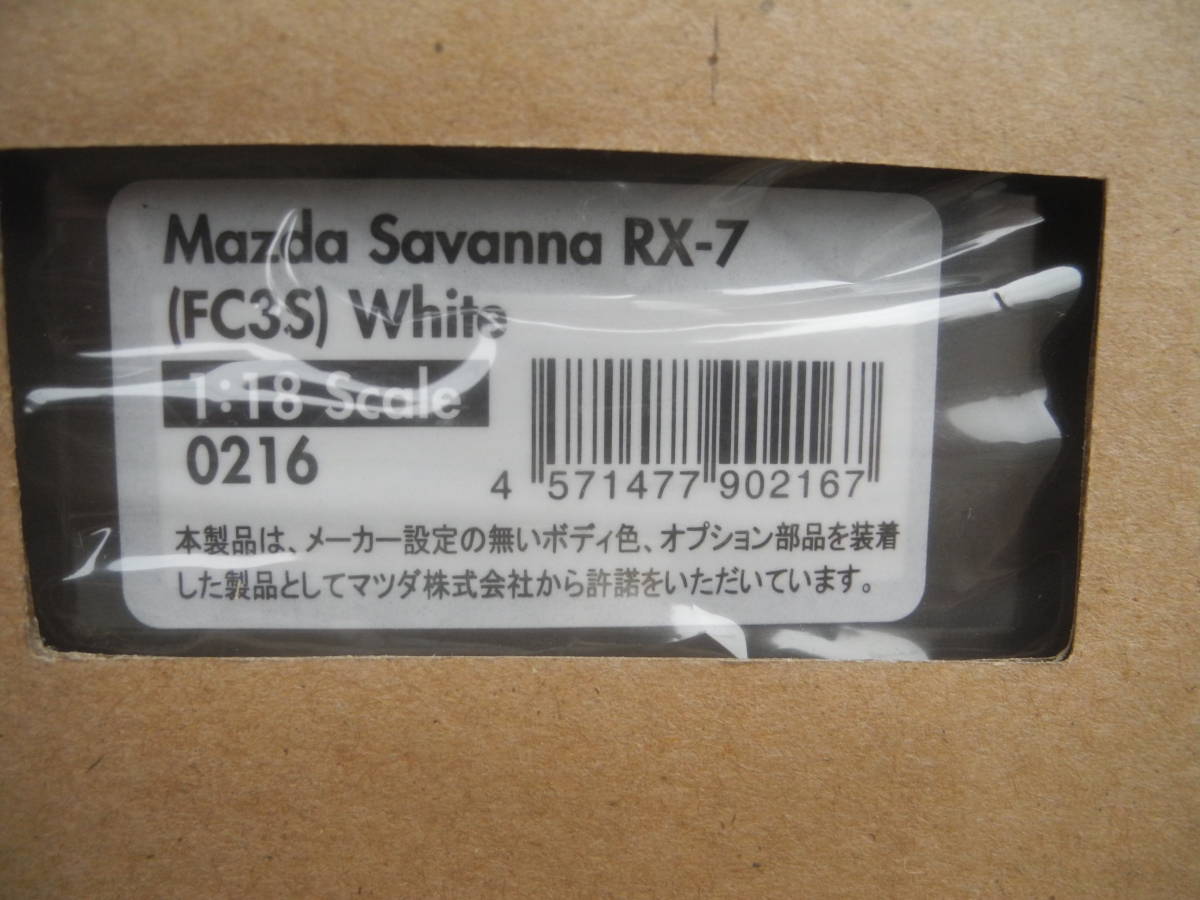 Mazda Savanna RX-7
(FC3S) White
1:18 Scale
0216
4 571477 902167
本製品は、メーカー設定の無いボディ色、オプション部品を装着
した製品としてマツダ株式会社から許諾をいただいています。